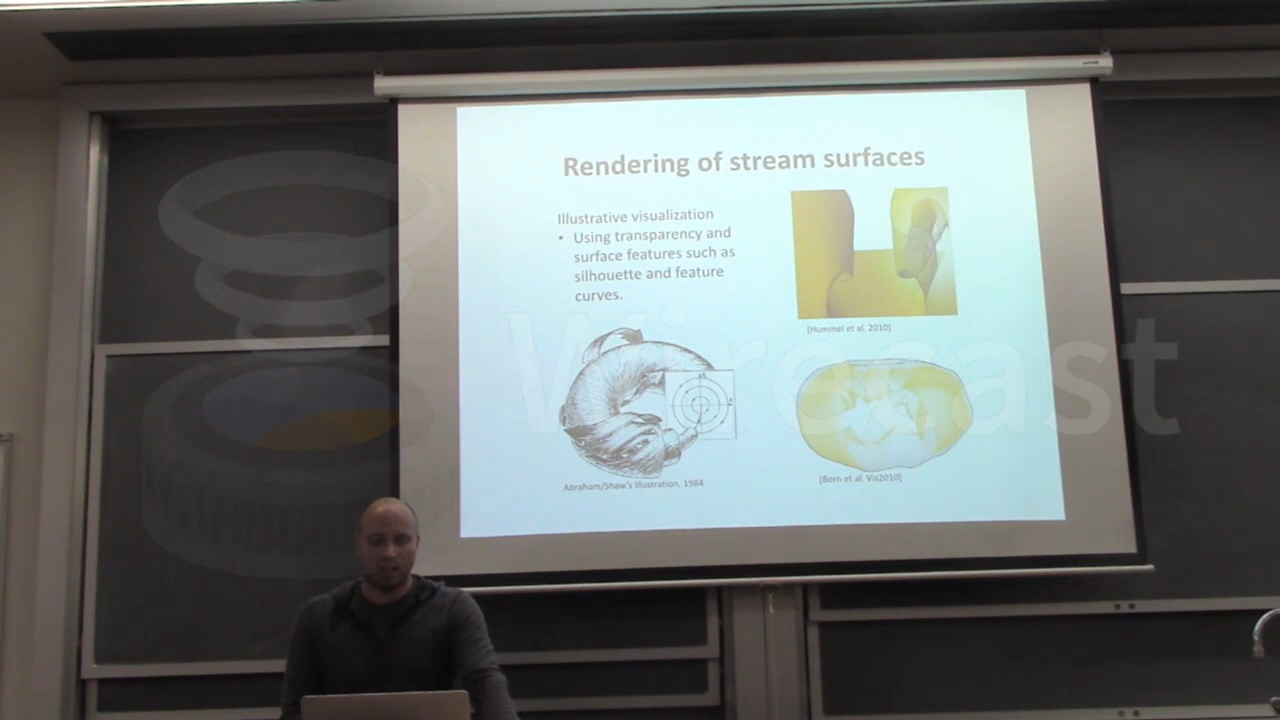 Rendering of stream surfaces
Illustrative visualization
• Using transparency and
surface features such as
silhouette and feature
curves.
[Hummel et al. 2010]
Abraham/Shaw's illustration, 1984
[Born et al. Vis2010]
Wirecast